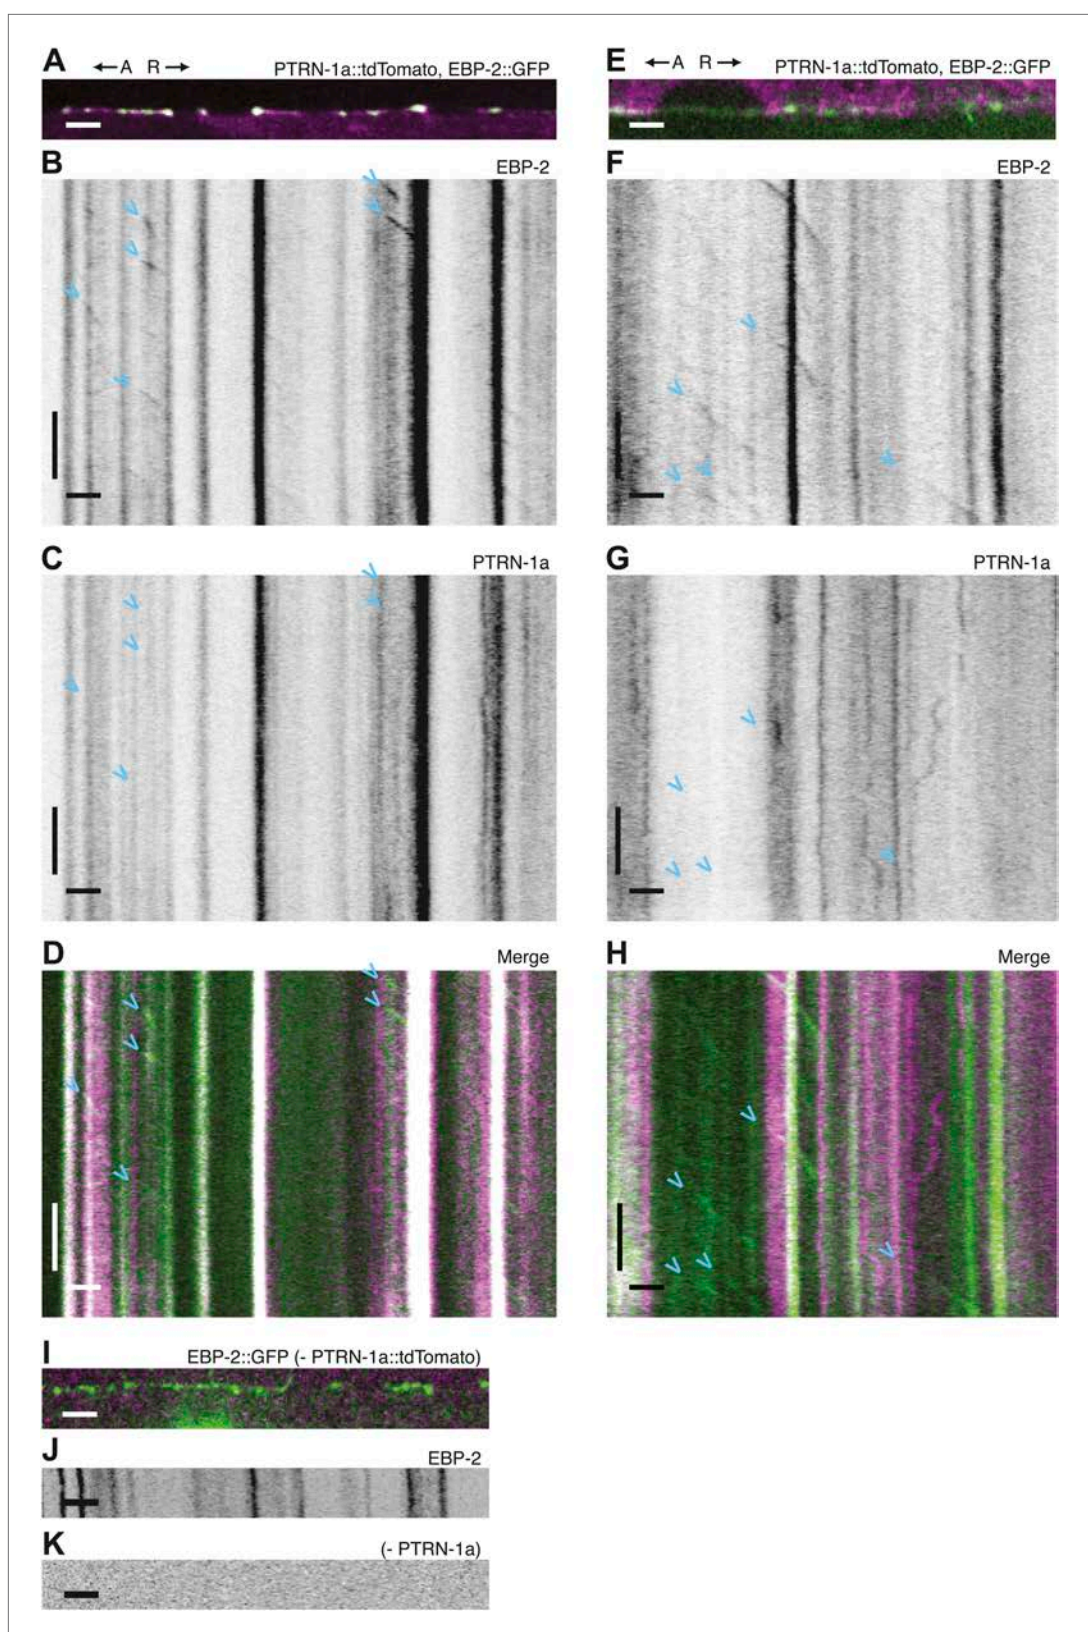 A ←A R→ PTRN-1a::tdTomato, EBP-2::GFP
E ←A R→ PTRN-1a::tdTomato, EBP-2::GFP
B EBP-2
F EBP-2
C PTRN-1a
G PTRN-1a
D Merge
H Merge
I EBP-2::GFP (- PTRN-1a::tdTomato)
J EBP-2
K (- PTRN-1a)